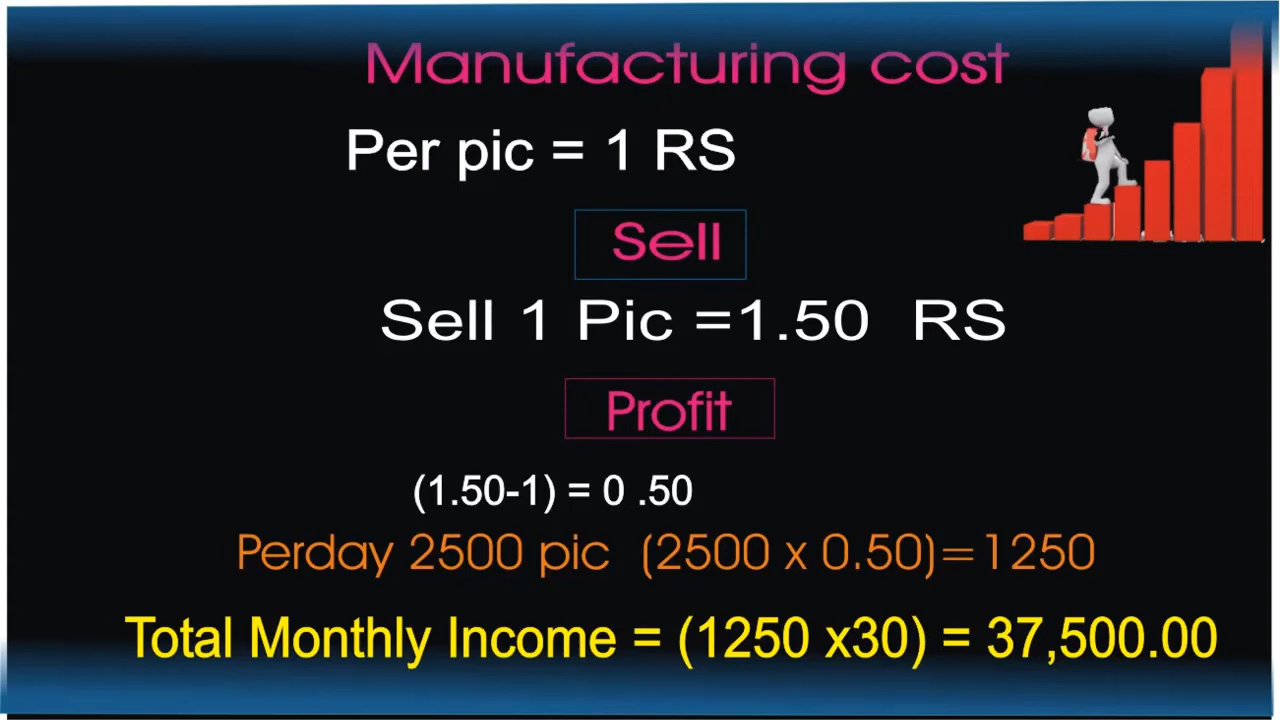 Manufacturing cost
Per pic = 1 RS
Sell
Sell 1 Pic =1.50 RS
Profit
(1.50-1) = 0 .50
Perday 2500 pic (2500 x 0.50)=1250
Total Monthly Income = (1250 x30) = 37,500.00